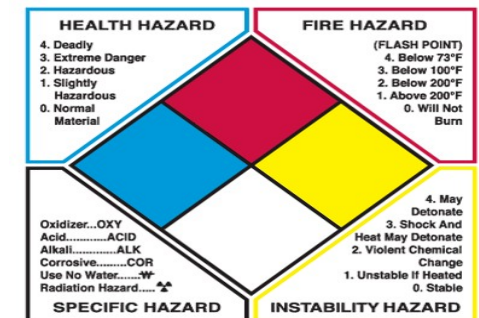 HEALTH HAZARD
4. Deadly
3. Extreme Danger
2. Hazardous
1. Slightly
Hazardous
0. Normal
Material
FIRE HAZARD
(FLASH POINT)
4. Below 73°F
3. Below 100°F
2. Below 200°F
1. Above 200°F
0. Will Not
Burn
Oxidizer...OXY
Acid............ACID
Alkali............ALK
Corrosive.........COR
Use No Water.......W
Radiation Hazard.....
SPECIFIC HAZARD
4. May
Detonate
3. Shock And
Heat May Detonate
2. Violent Chemical
Change
1. Unstable If Heated
0. Stable
INSTABILITY HAZARD